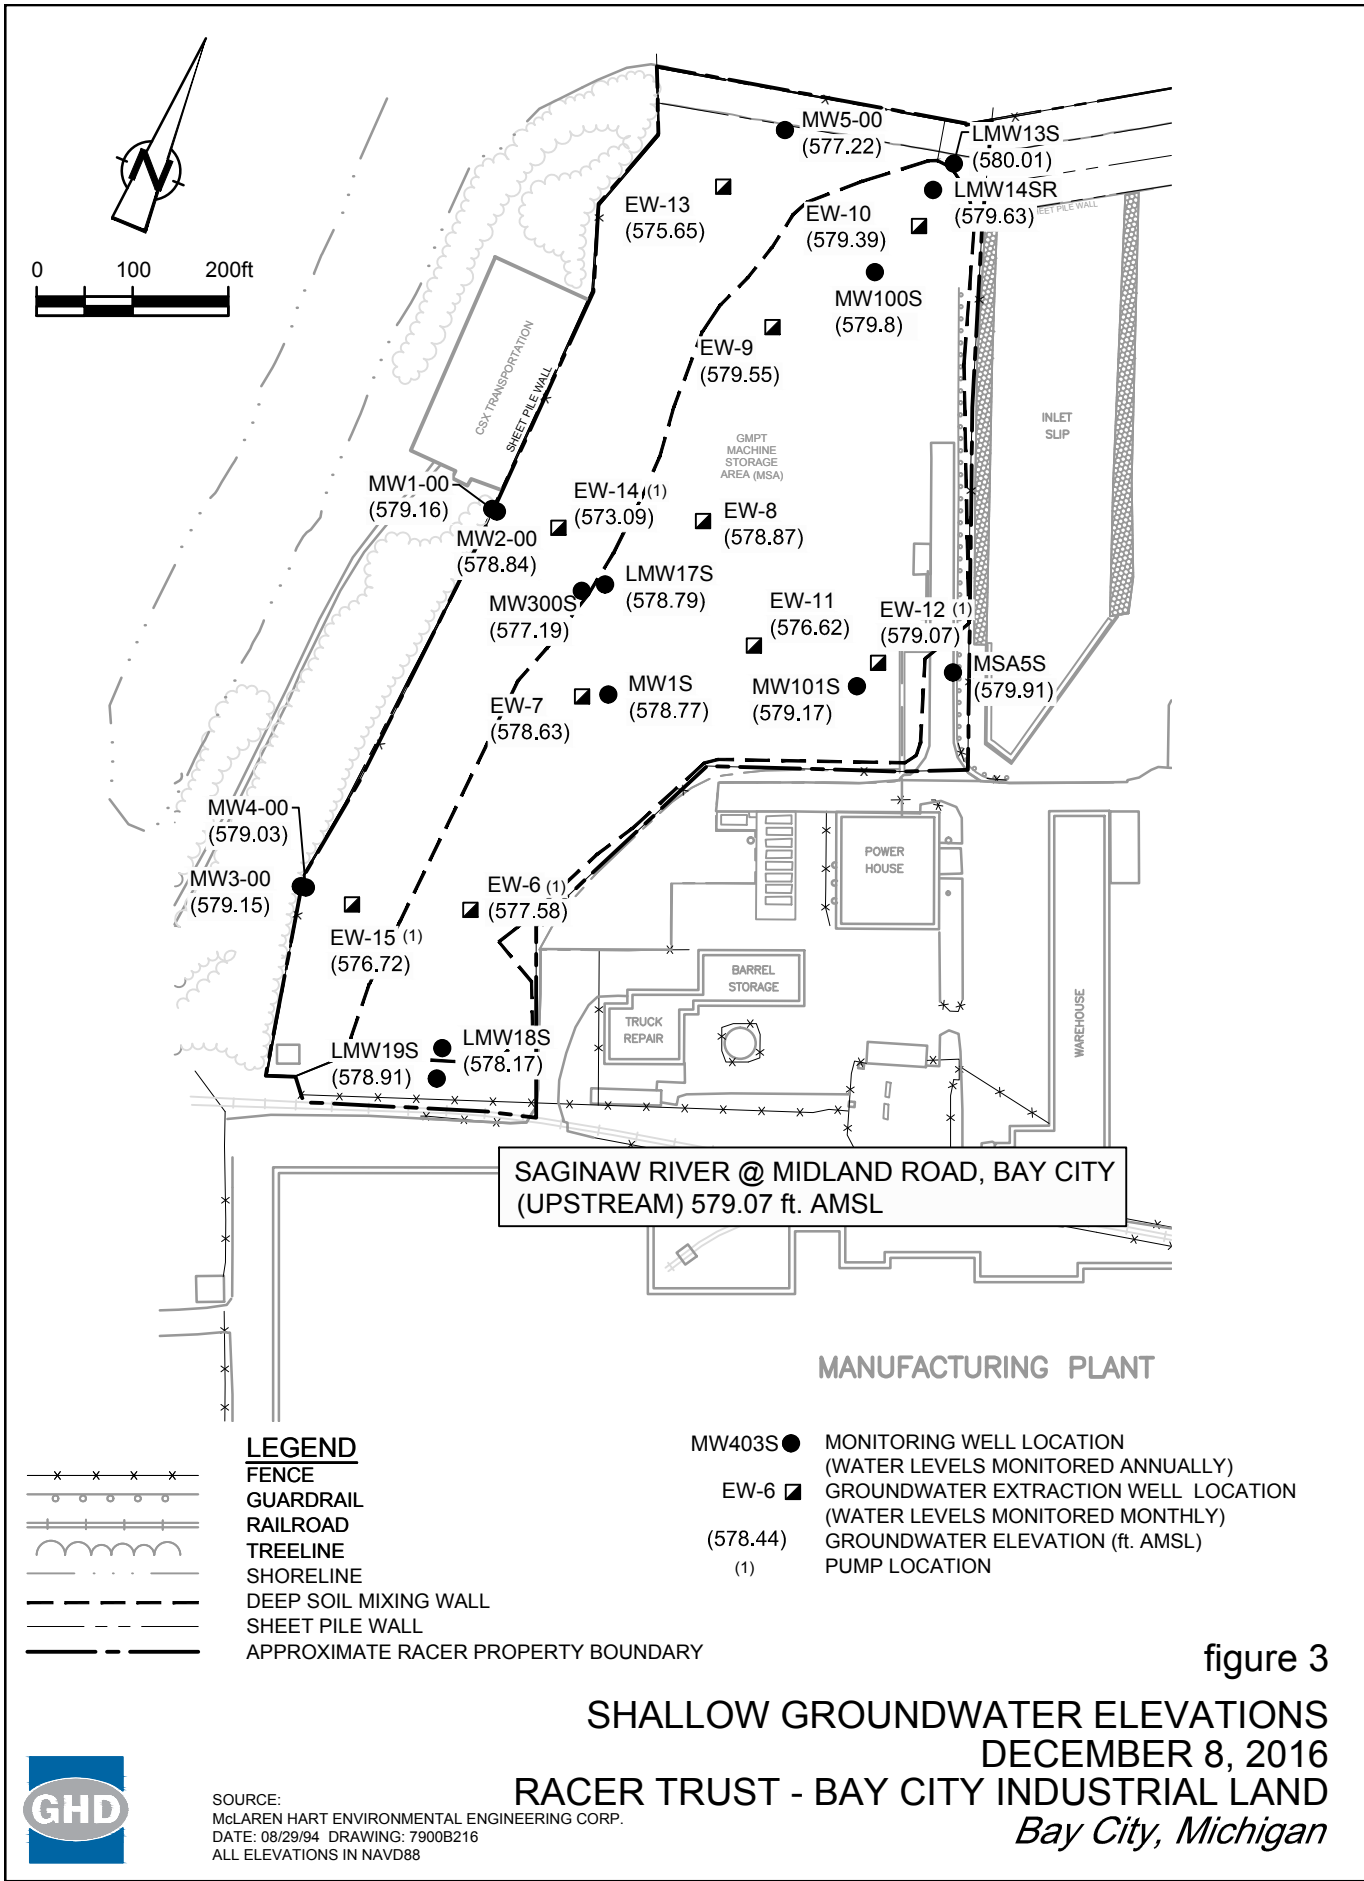 MW5-00
(577.22)
LMW13S
(580.01)
EW-13
(575.65)
EW-10
(579.39)
LMW14SR
(579.63)
EET PILE WALL
N
0 100 200ft
MW100S
(579.8)
EW-9
(579.55)
CSX TRANSPORTATION
SHEET PILE WALL
INLET
SLIP
GMPT
MACHINE
STORAGE
AREA (MSA)
MW1-00
(579.16)
EW-14 (1)
(573.09)
EW-8
(578.87)
MW2-00
(578.84)
LMW17S
(578.79)
MW300S
(577.19)
EW-11
(576.62)
EW-12 (1)
(579.07)
MSA5S
(579.91)
EW-7
(578.63)
MW1S
(578.77)
MW101S
(579.17)
MW4-00
(579.03)
MW3-00
(579.15)
EW-6 (1)
(577.58)
POWER
HOUSE
EW-15 (1)
(576.72)
BARREL
STORAGE
TRUCK
REPAIR
WAREHOUSE
LMW19S
(578.91)
LMW18S
(578.17)
SAGINAW RIVER @ MIDLAND ROAD, BAY CITY
(UPSTREAM) 579.07 ft. AMSL
MANUFACTURING PLANT
LEGEND
FENCE
GUARDRAIL
RAILROAD
TREELINE
SHORELINE
DEEP SOIL MIXING WALL
SHEET PILE WALL
APPROXIMATE RACER PROPERTY BOUNDARY
MW403S MONITORING WELL LOCATION
(WATER LEVELS MONITORED ANNUALLY)
EW-6 GROUNDWATER EXTRACTION WELL LOCATION
(WATER LEVELS MONITORED MONTHLY)
(578.44) GROUNDWATER ELEVATION (ft. AMSL)
(1) PUMP LOCATION
figure 3
SHALLOW GROUNDWATER ELEVATIONS
DECEMBER 8, 2016
RACER TRUST - BAY CITY INDUSTRIAL LAND
Bay City, Michigan
GHD
SOURCE:
McLAREN HART ENVIRONMENTAL ENGINEERING CORP.
DATE: 08/29/94 DRAWING: 7900B216
ALL ELEVATIONS IN NAVD88